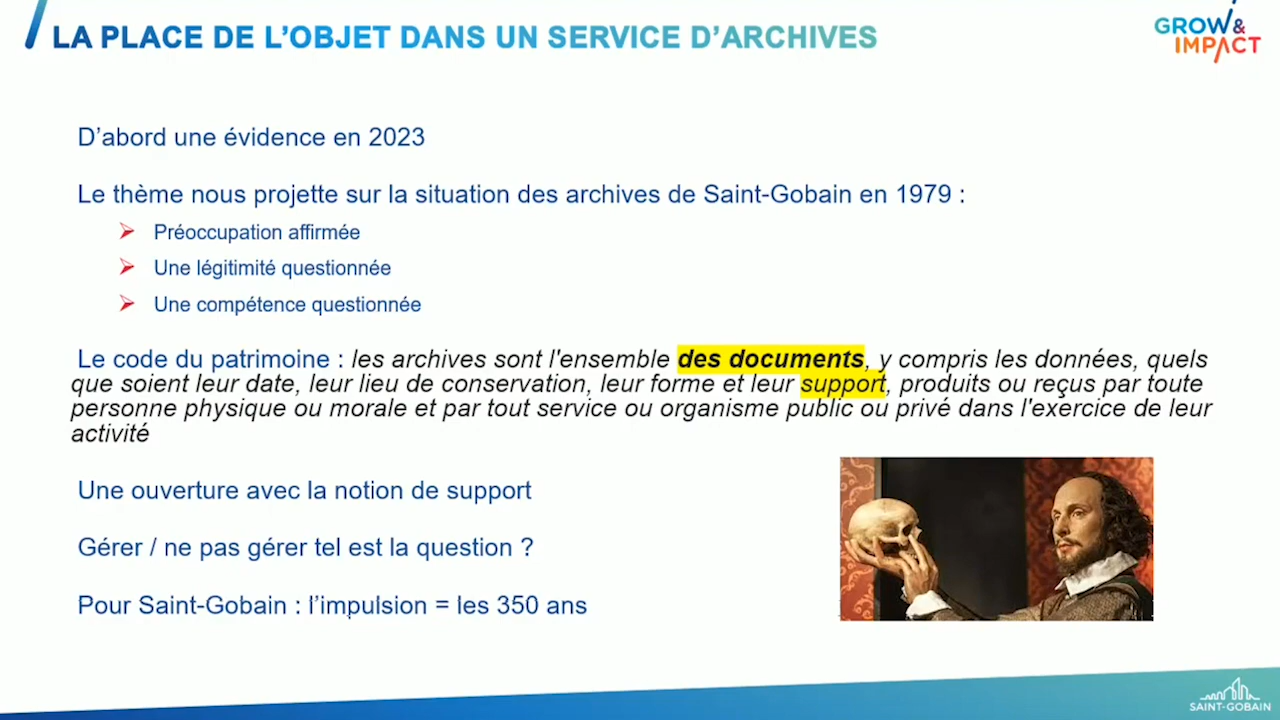 LA PLACE DE L’OBJET DANS UN SERVICE D’ARCHIVES
GROW&
IMPACT
D’abord une évidence en 2023
Le thème nous projette sur la situation des archives de Saint-Gobain en 1979 :
Préoccupation affirmée
Une légitimité questionnée
Une compétence questionnée
Le code du patrimoine : les archives sont l'ensemble des documents, y compris les données, quels
que soient leur date, leur lieu de conservation, leur forme et leur support, produits ou reçus par toute
personne physique ou morale et par tout service ou organisme public ou privé dans l'exercice de leur
activité
Une ouverture avec la notion de support
Gérer / ne pas gérer tel est la question ?
Pour Saint-Gobain : l’impulsion = les 350 ans
SAINT-GOBAIN